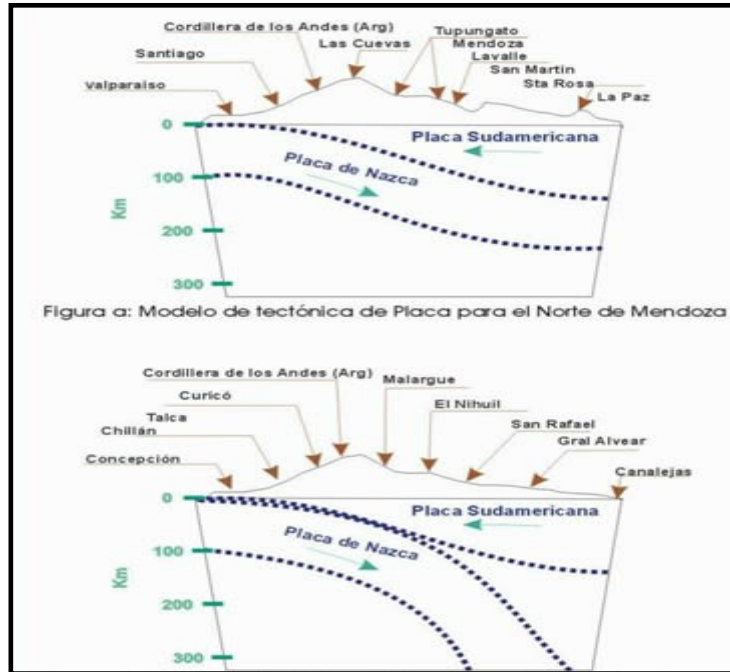 Cordillera de los Andes (Arg)
Las Cuevas
Tupungato
Mendoza
Lavalle
San Martín
Sta Rosa
La Paz
Santiago
Valparaiso
0
100
200
300
Km
Placa Sudamericana
Placa de Nazca
Figura a: Modelo de tectónica de Placa para el Norte de Mendoza
Cordillera de los Andes (Arg)
Malargue
Curicó
El Nihuil
Talca
San Rafael
Chillán
Gral Alvear
Concepción
Canalejas
0
100
200
300
Km
Placa Sudamericana
Placa de Nazca